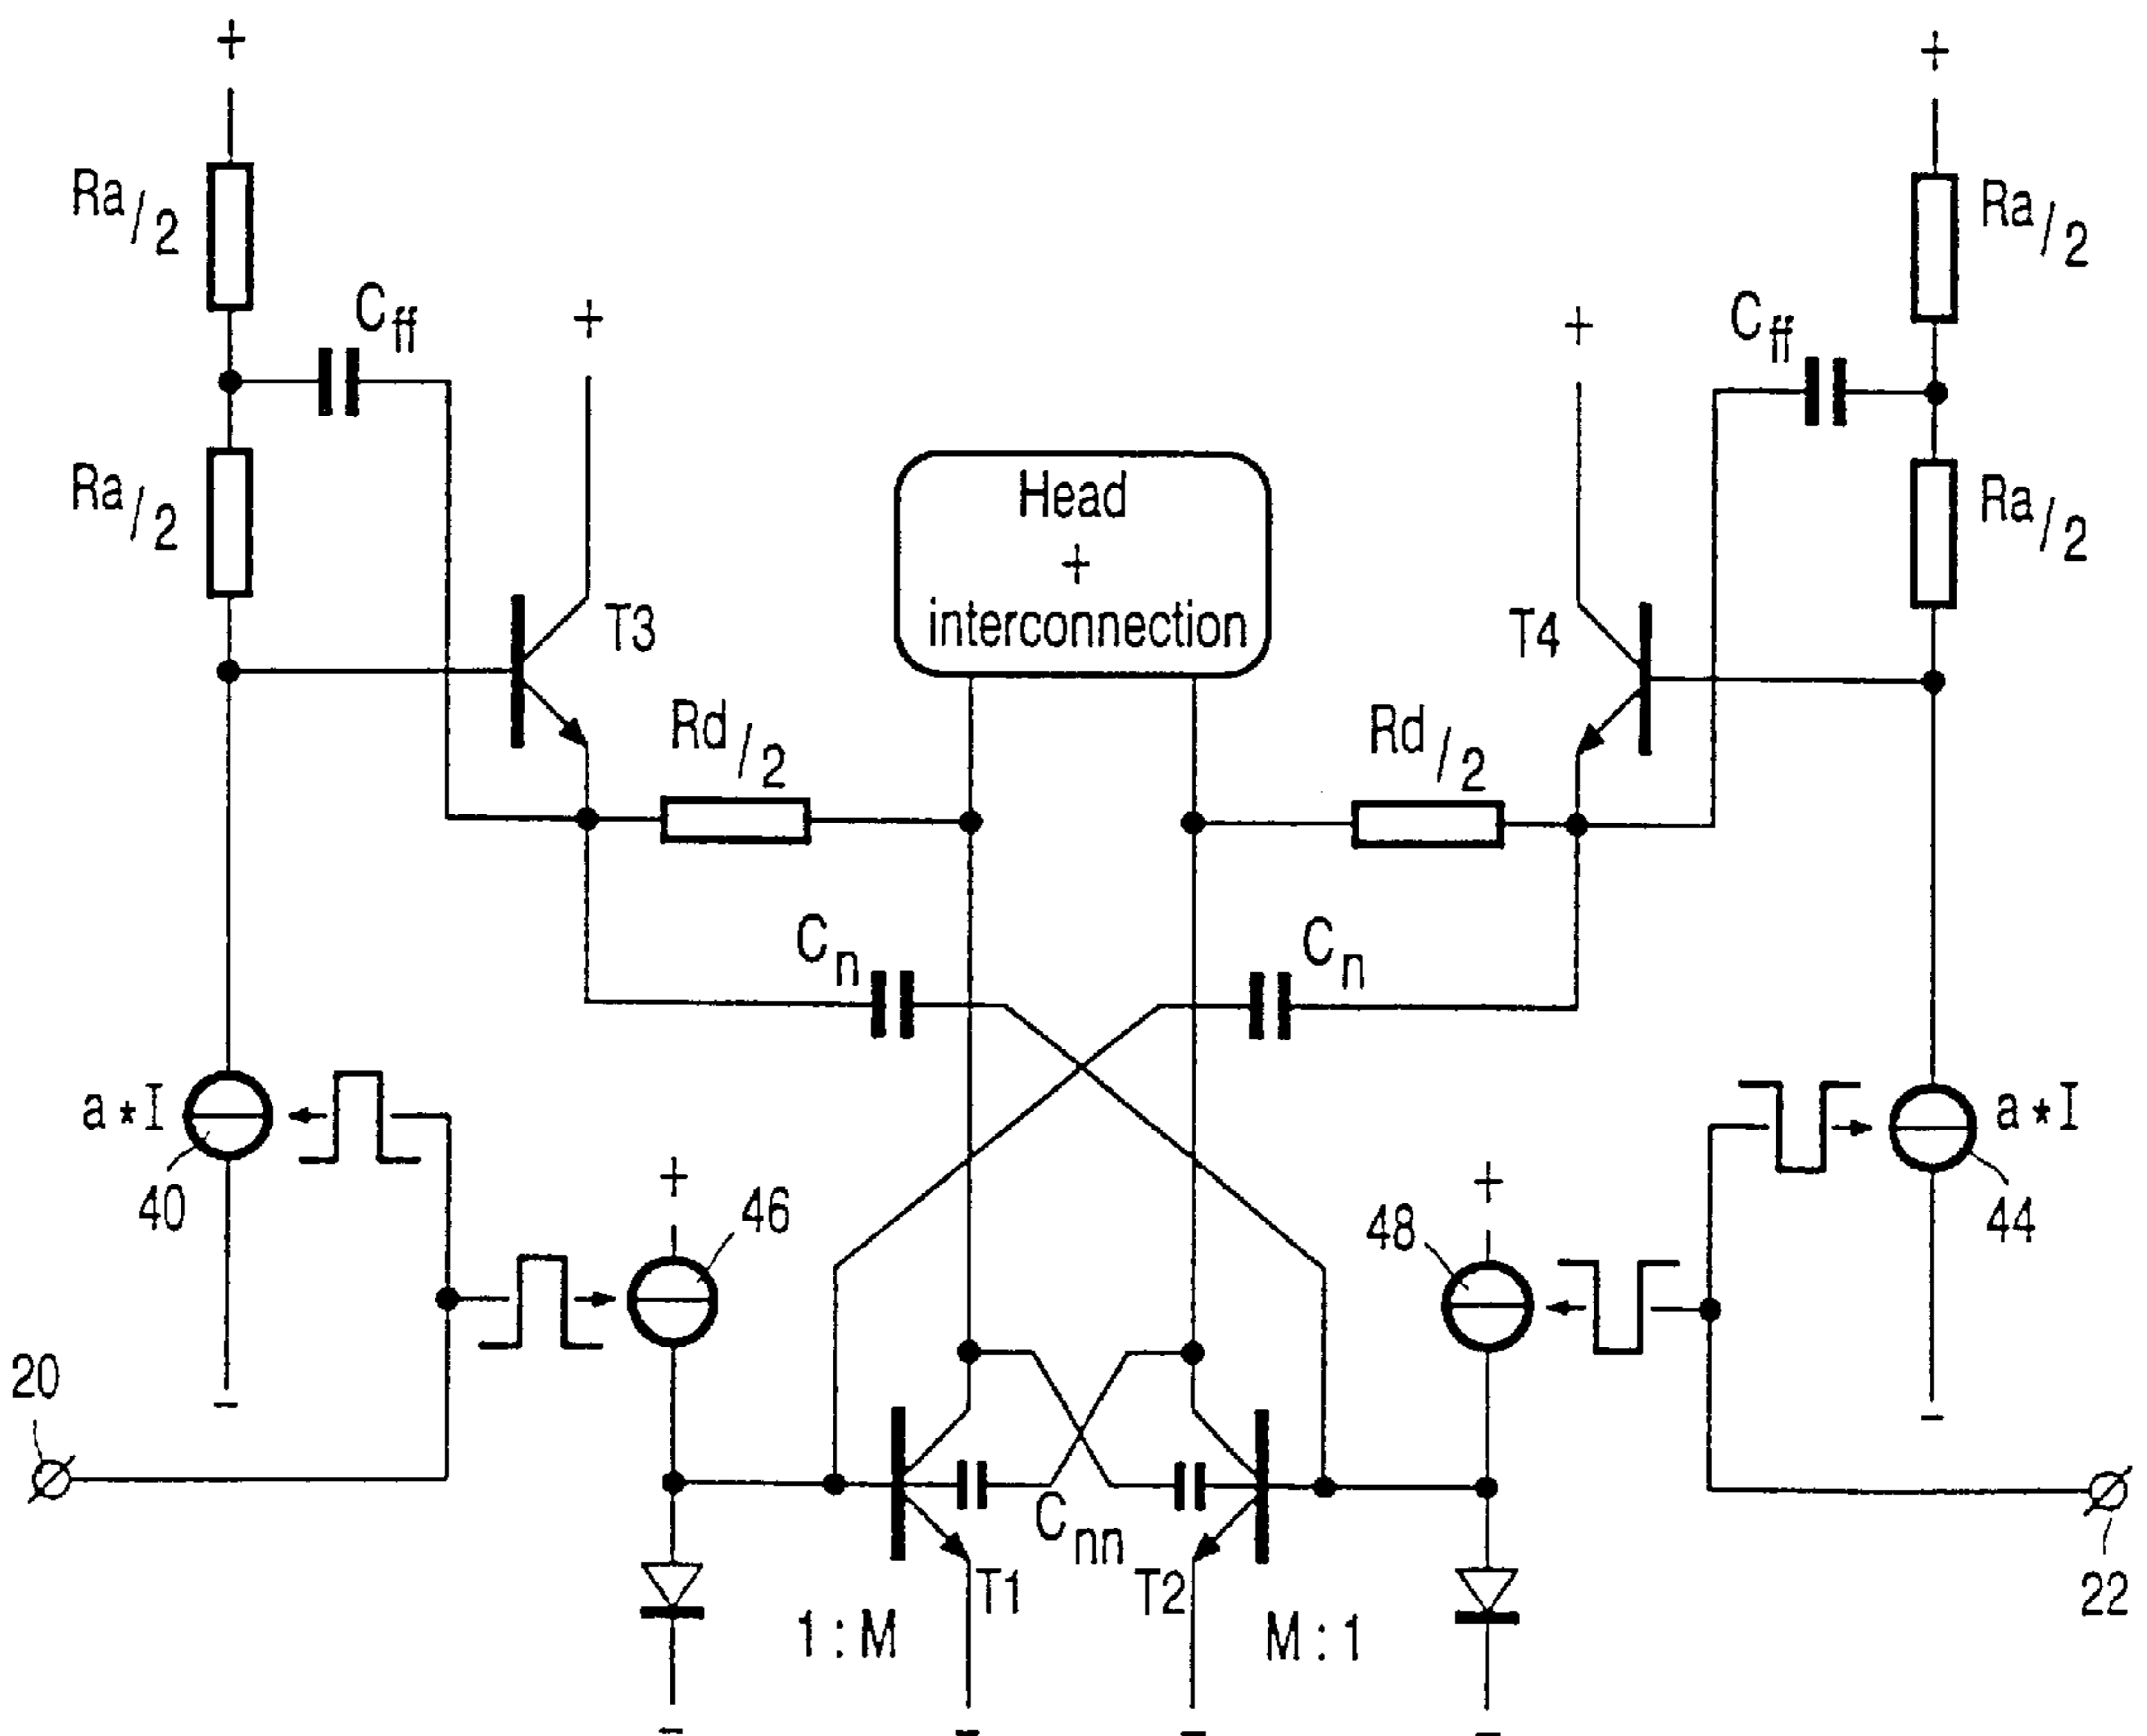 +
+
Ra/2
Ra/2
Cff
Cff
+
+
Ra/2
Ra/2
Head
+
interconnection
T3
T4
Rd/2
Rd/2
Cn
Cn
a*I
a*I
40
44
+
+
46
48
20
22
Cnn
T1
T2
1 : M
M : 1
-
-
-
-
-
-